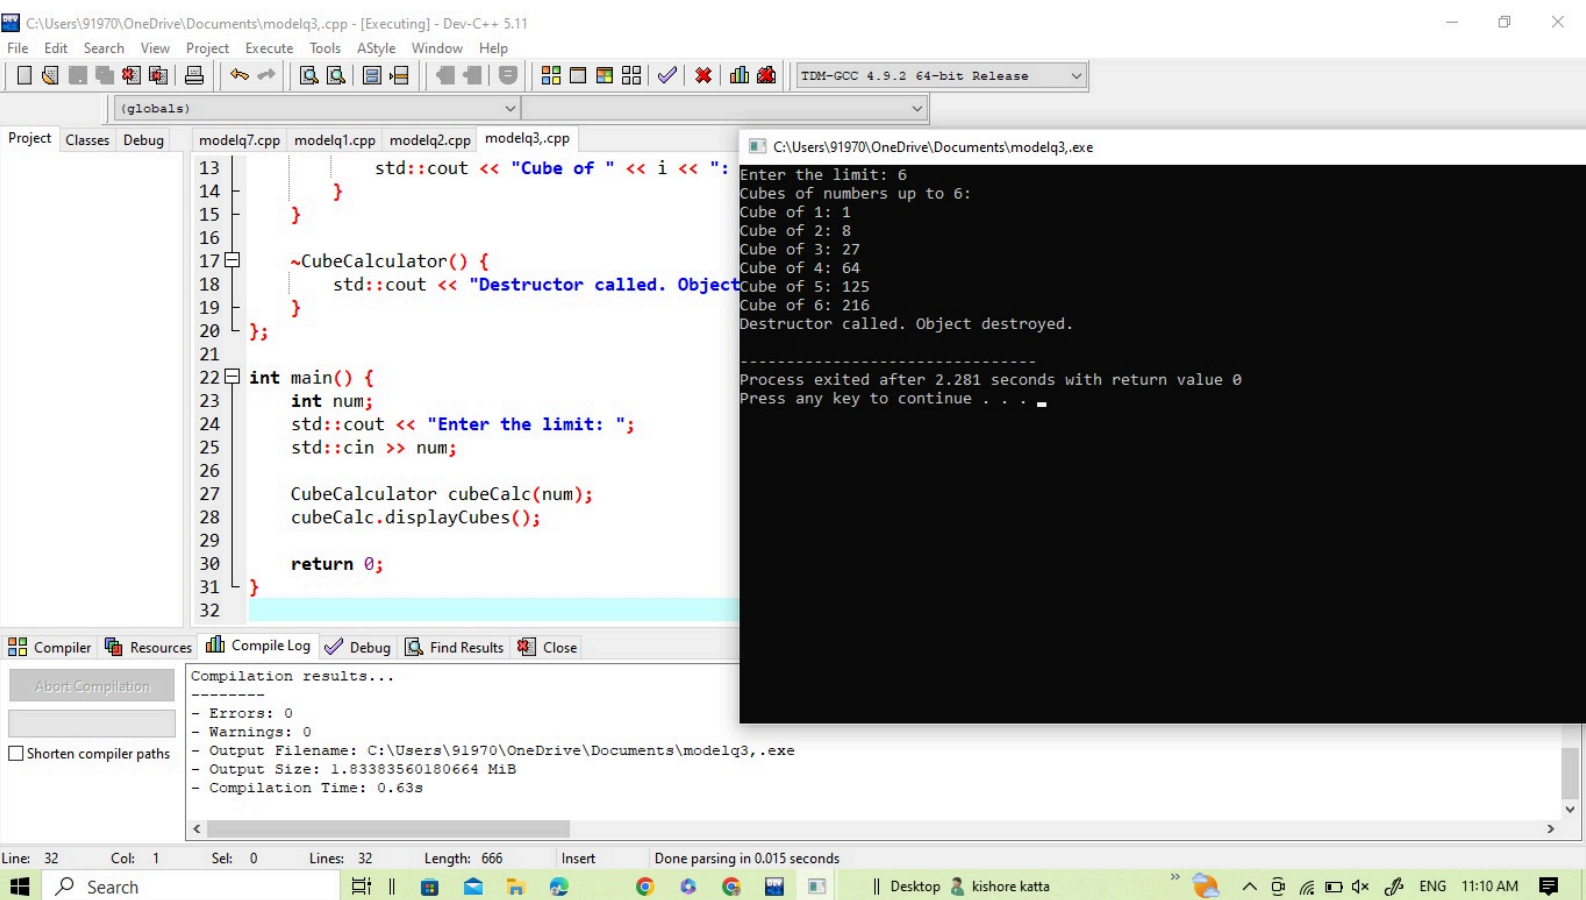 C:\Users\91970\OneDrive\Documents\modelq3,.cpp - [Executing] - Dev-C++ 5.11
File Edit Search View Project Execute Tools AStyle Window Help
TDM-GCC 4.9.2 64-bit Release
(globals)
Project Classes Debug
modelq7.cpp modelq1.cpp modelq2.cpp modelq3,.cpp
13 std::cout << "Cube of " << i << ":
14 }
15 }
16
17 ~CubeCalculator() {
18 std::cout << "Destructor called. Object
19 }
20 };
21
22 int main() {
23 int num;
24 std::cout << "Enter the limit: ";
25 std::cin >> num;
26
27 CubeCalculator cubeCalc(num);
28 cubeCalc.displayCubes();
29
30 return 0;
31 }
32
C:\Users\91970\OneDrive\Documents\modelq3,.exe
Enter the limit: 6
Cubes of numbers up to 6:
Cube of 1: 1
Cube of 2: 8
Cube of 3: 27
Cube of 4: 64
Cube of 5: 125
Cube of 6: 216
Destructor called. Object destroyed.
--------------------------------
Process exited after 2.281 seconds with return value 0
Press any key to continue . . .
Compiler Resources Compile Log Debug Find Results Close
Abort Compilation
Shorten compiler paths
Compilation results...
--------
- Errors: 0
- Warnings: 0
- Output Filename: C:\Users\91970\OneDrive\Documents\modelq3,.exe
- Output Size: 1.83383560180664 MiB
- Compilation Time: 0.63s
Line: 32 Col: 1 Sel: 0 Lines: 32 Length: 666 Insert Done parsing in 0.015 seconds
Search Desktop kishore katta ENG 11:10 AM